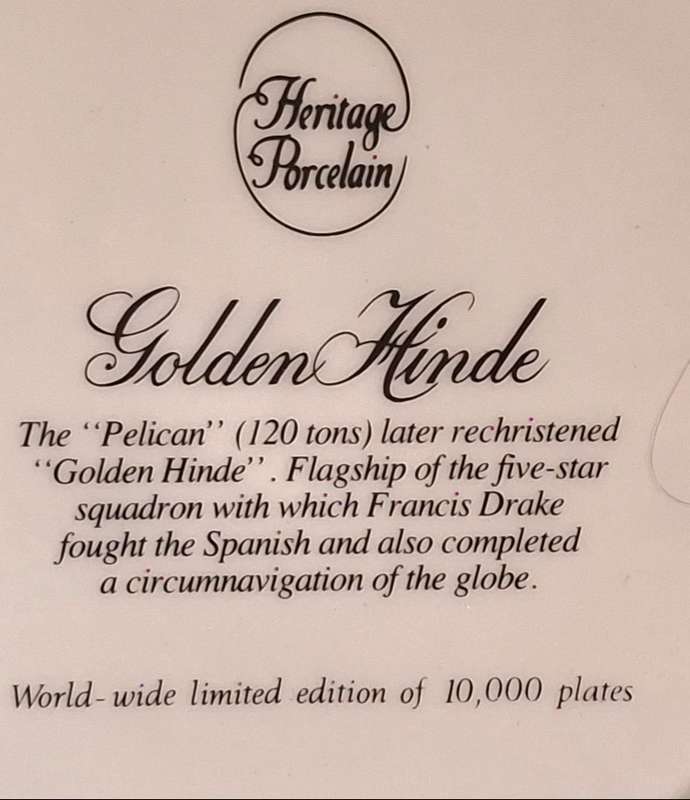 Heritage
Porcelain
Golden Hinde
The ‘‘Pelican’’ (120 tons) later rechristened
‘‘Golden Hinde’’. Flagship of the five-star
squadron with which Francis Drake
fought the Spanish and also completed
a circumnavigation of the globe.
World-wide limited edition of 10,000 plates